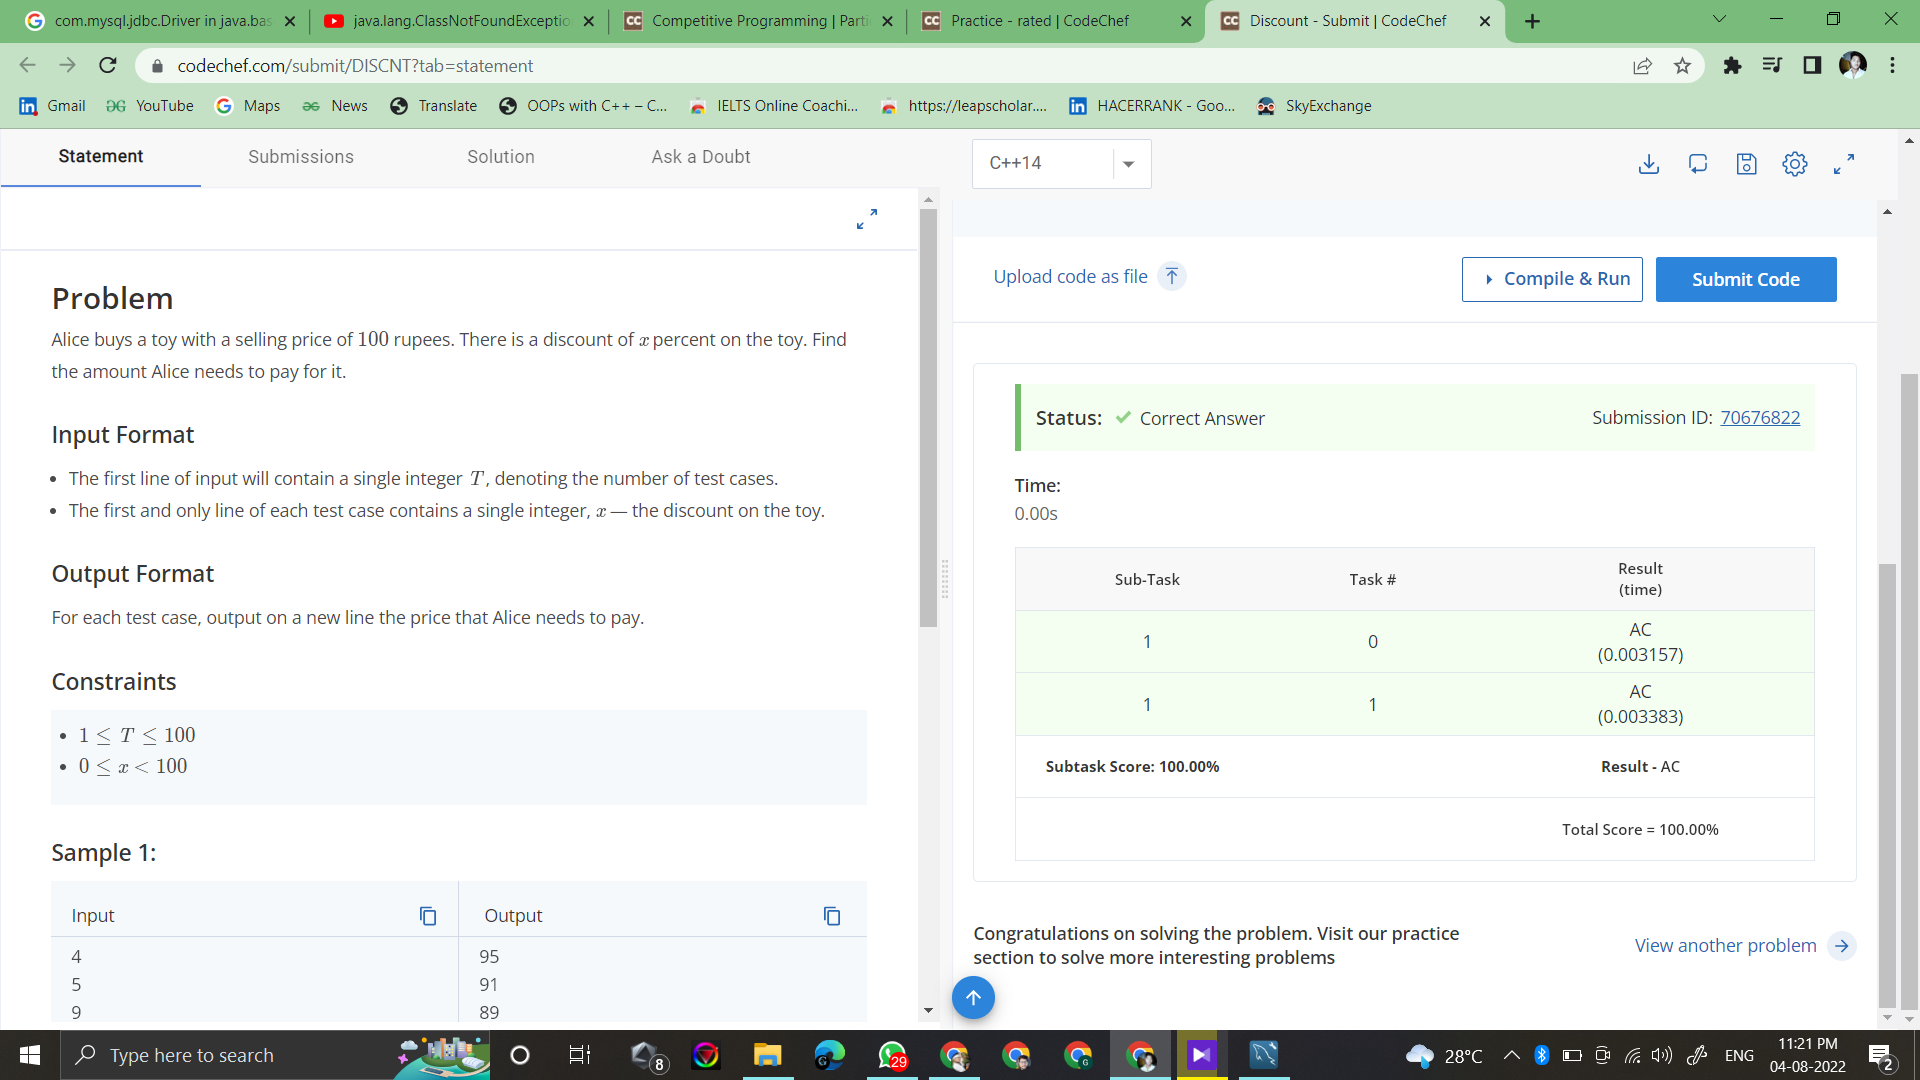 com.mysql.jdbc.Driver in java.bas
java.lang.ClassNotFoundExceptio
CC Competitive Programming | Parti
CC Practice - rated | CodeChef
CC Discount - Submit | CodeChef
codechef.com/submit/DISCNT?tab=statement
Gmail
YouTube
Maps
News
Translate
OOPs with C++ – C...
IELTS Online Coachi...
https://leapscholar....
HACERRANK - Goo...
SkyExchange
Statement
Submissions
Solution
Ask a Doubt
C++14
Upload code as file
Compile & Run
Submit Code
Problem
Alice buys a toy with a selling price of 100 rupees. There is a discount of x percent on the toy. Find
the amount Alice needs to pay for it.
Input Format
• The first line of input will contain a single integer T, denoting the number of test cases.
• The first and only line of each test case contains a single integer, x — the discount on the toy.
Output Format
For each test case, output on a new line the price that Alice needs to pay.
Constraints
• 1 ≤ T ≤ 100
• 0 ≤ x < 100
Sample 1:
Input
Output
4
95
5
91
9
89
Status: Correct Answer
Submission ID: 70676822
Time:
0.00s
Sub-Task
Task #
Result
(time)
1
0
AC
(0.003157)
1
1
AC
(0.003383)
Subtask Score: 100.00%
Result - AC
Total Score = 100.00%
Congratulations on solving the problem. Visit our practice
section to solve more interesting problems
View another problem
Type here to search
8
29
28°C
ENG
11:21 PM
04-08-2022
2